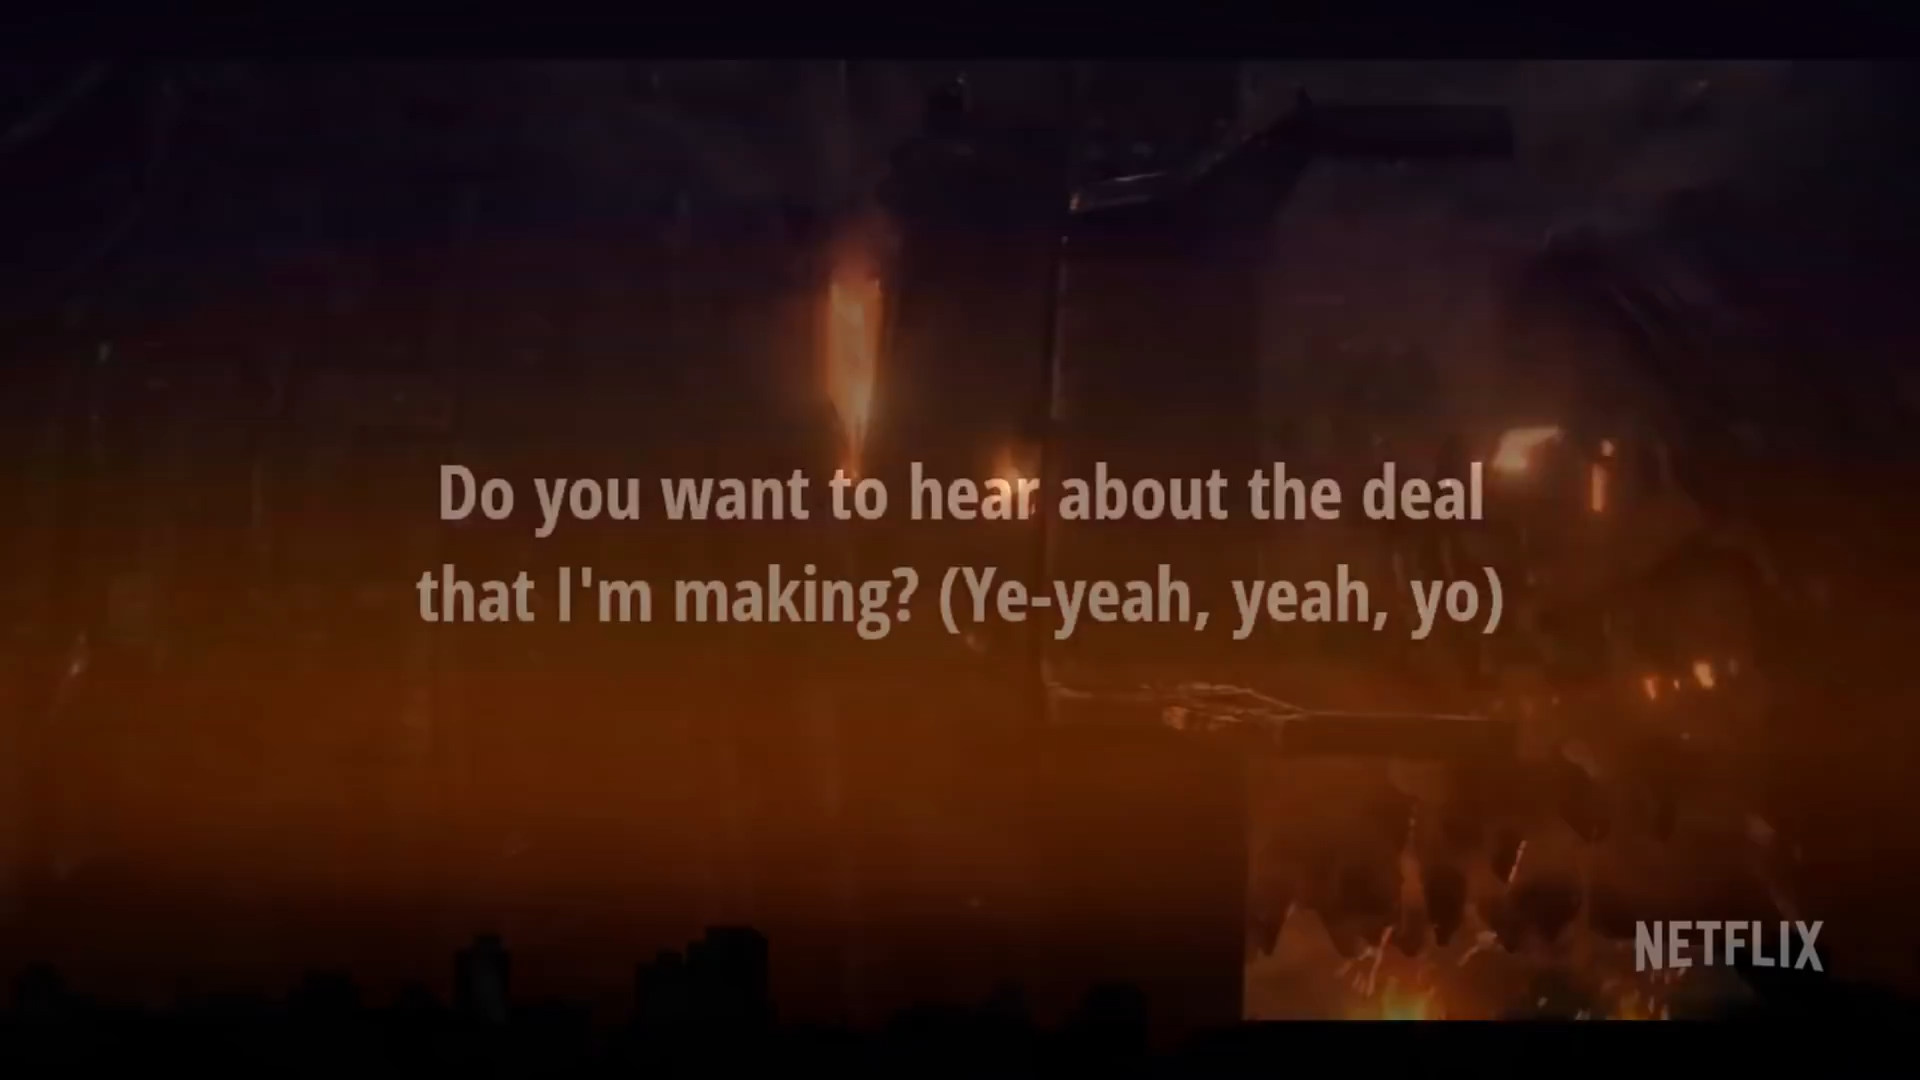 Do you want to hear about the deal
that I'm making? (Ye-yeah, yeah, yo)
NETFLIX